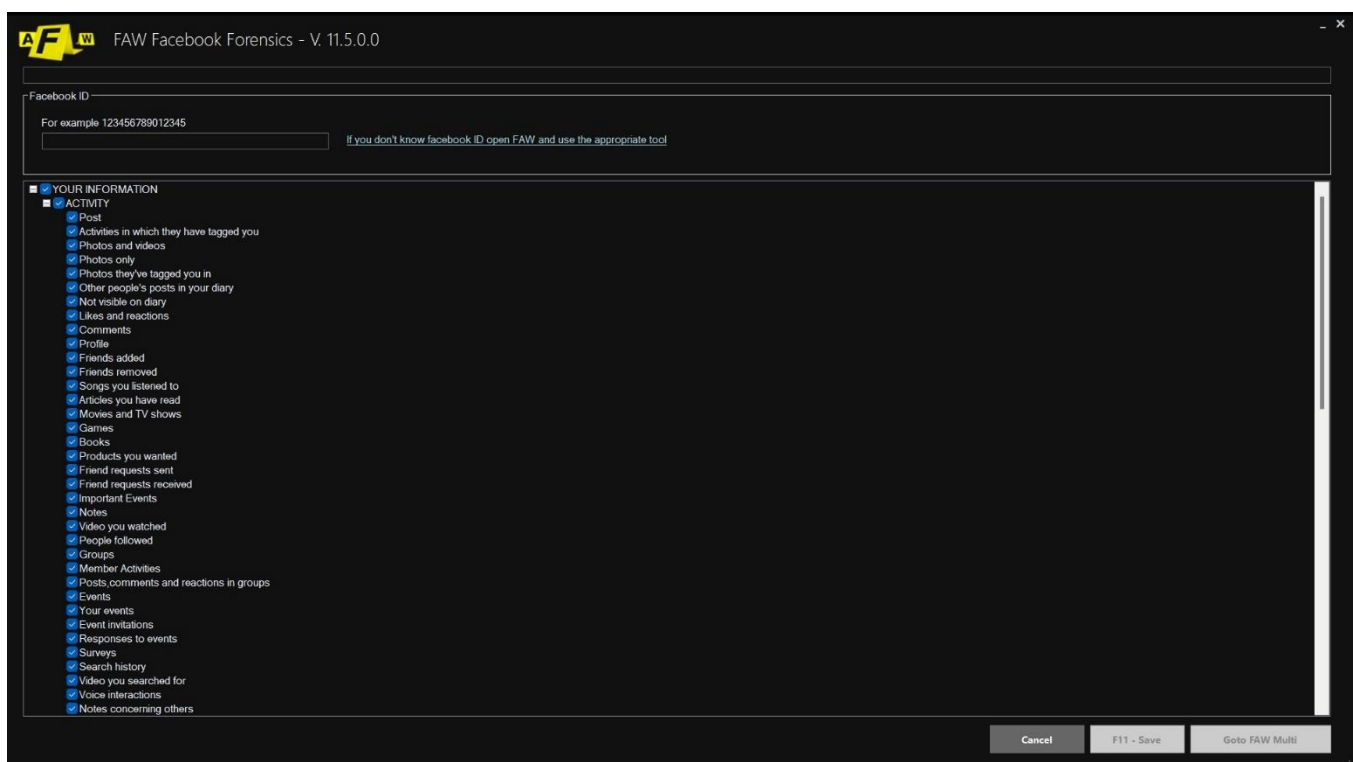 AFAW FAW Facebook Forensics - V. 11.5.0.0
Facebook ID
For example 123456789012345
If you don't know facebook ID open FAW and use the appropriate tool
YOUR INFORMATION
ACTIVITY
Post
Activities in which they have tagged you
Photos and videos
Photos only
Photos they've tagged you in
Other people's posts in your diary
Not visible on diary
Likes and reactions
Comments
Profile
Friends added
Friends removed
Songs you listened to
Articles you have read
Movies and TV shows
Games
Books
Products you wanted
Friend requests sent
Friend requests received
Important Events
Notes
Video you watched
People followed
Groups
Member Activities
Posts,comments and reactions in groups
Events
Your events
Event invitations
Responses to events
Surveys
Search history
Video you searched for
Voice interactions
Notes concerning others
Cancel F11 - Save Goto FAW Multi